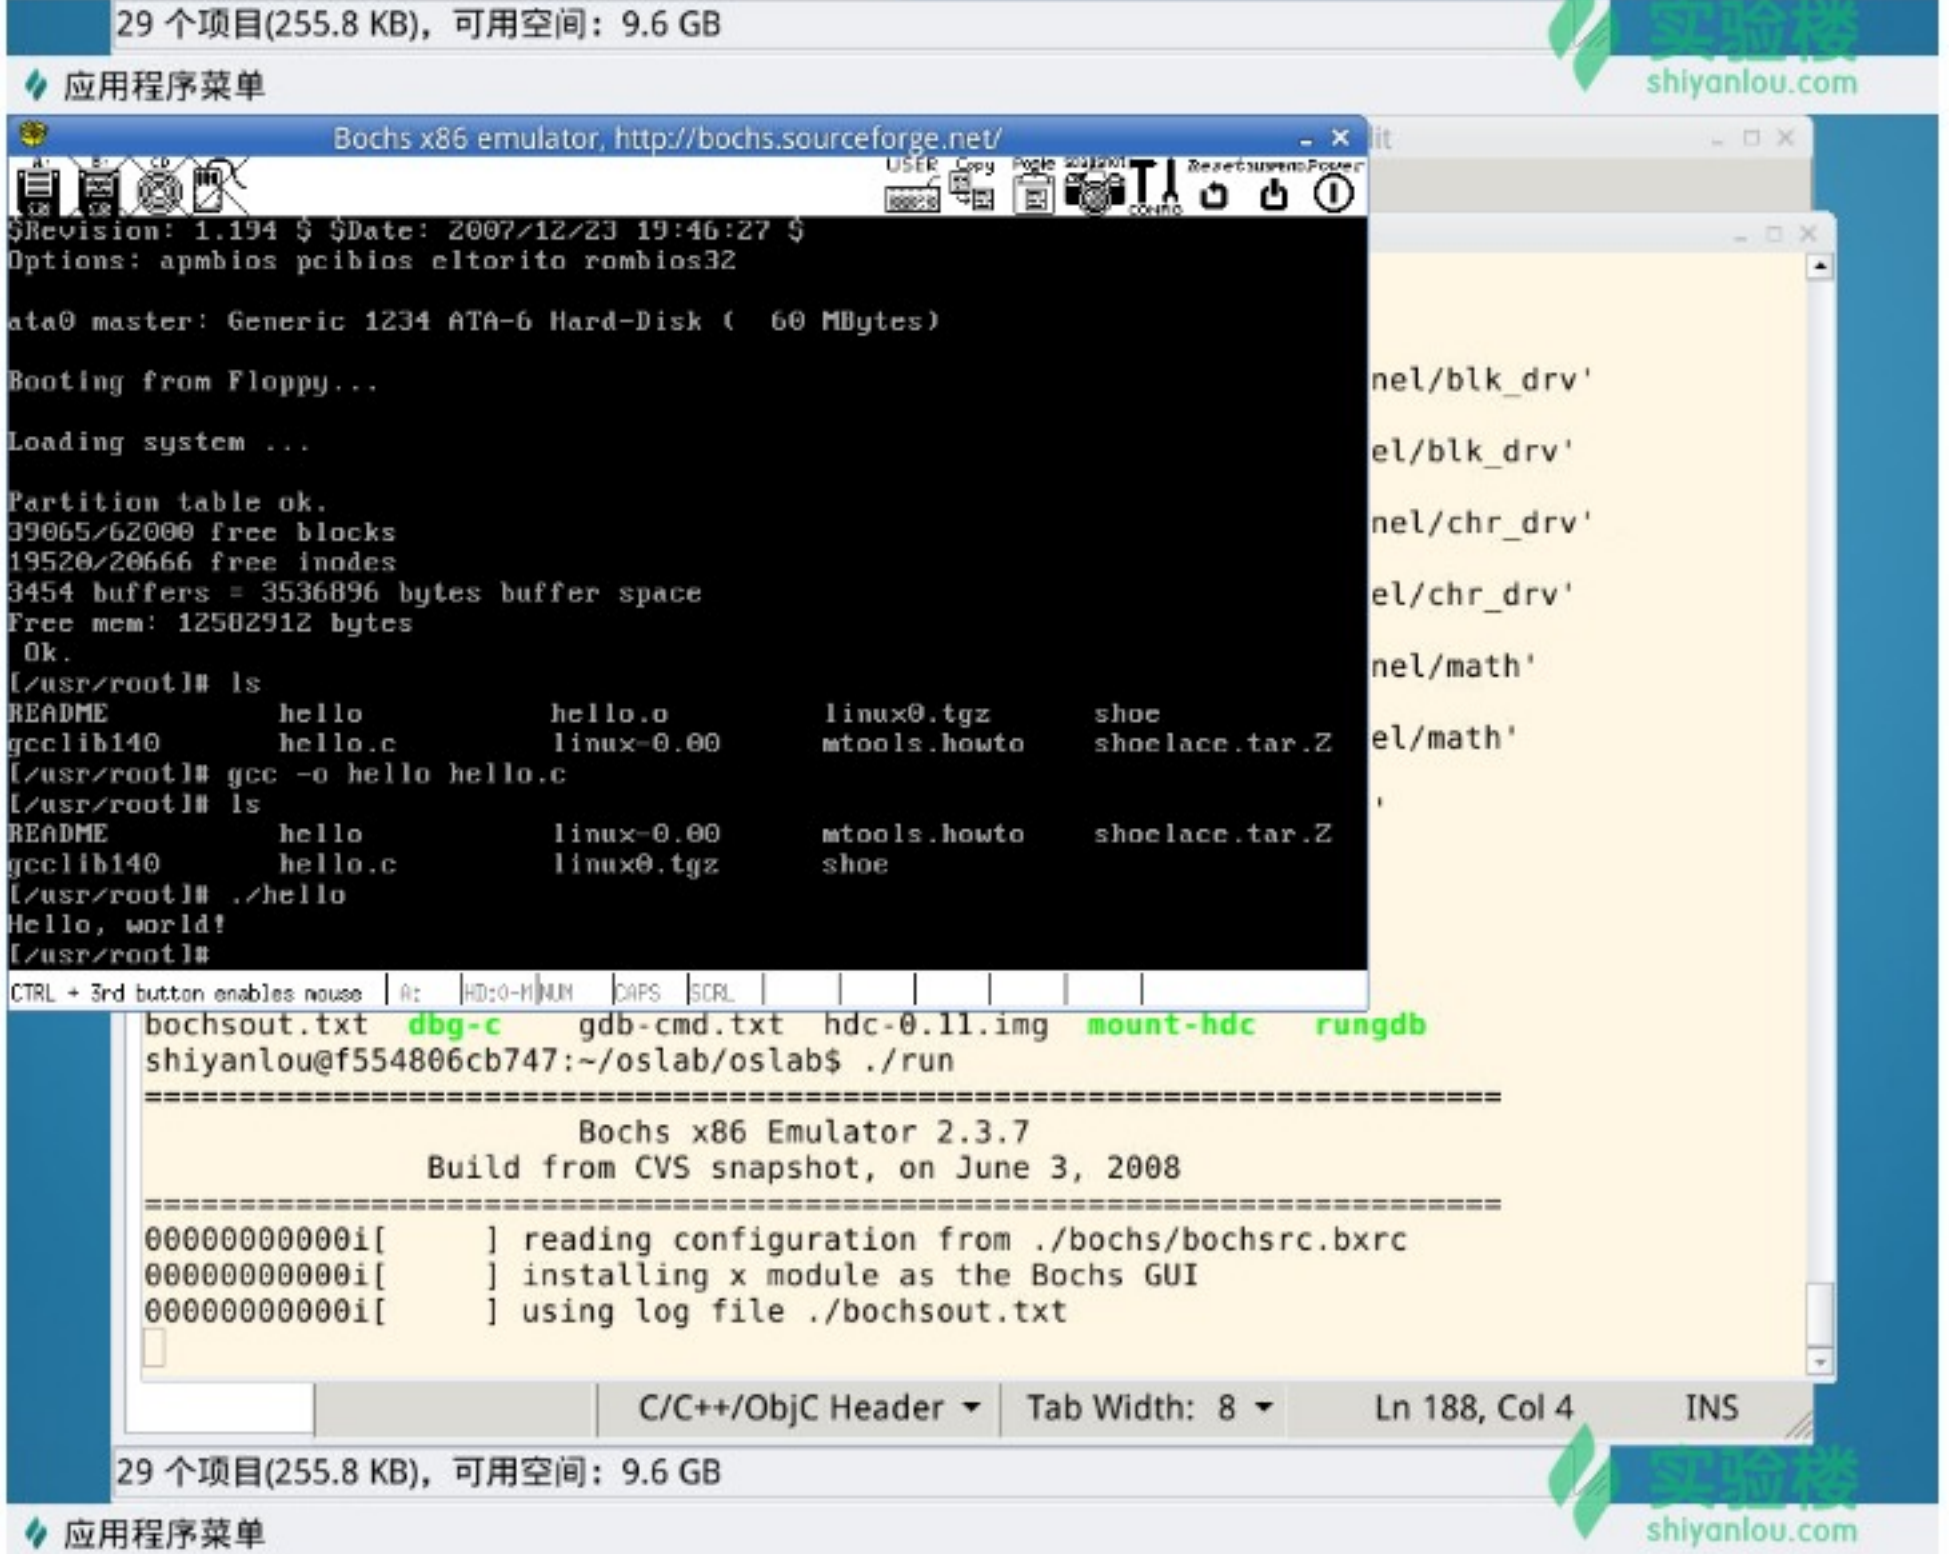 29 个项目(255.8 KB)，可用空间：9.6 GB
实验楼
应用程序菜单
shiyanlou.com
Bochs x86 emulator, http://bochs.sourceforge.net/
A: B: CD USER Copy Poste snapshot CONFIG Reset suspend Power
$Revision: 1.194 $ $Date: 2007/12/23 19:46:27 $
Options: apmbios pcibios eltorito rombios32
ata0 master: Generic 1234 ATA-6 Hard-Disk (  60 MBytes)
Booting from Floppy...
Loading system ...
Partition table ok.
39065/62000 free blocks
19520/20666 free inodes
3454 buffers = 3536896 bytes buffer space
Free mem: 12582912 bytes
 Ok.
[/usr/root]# ls
README hello hello.o linux0.tgz shoe
gcclib140 hello.c linux-0.00 mtools.howto shoelace.tar.Z
[/usr/root]# gcc -o hello hello.c
[/usr/root]# ls
README hello linux-0.00 mtools.howto shoelace.tar.Z
gcclib140 hello.c linux0.tgz shoe
[/usr/root]# ./hello
Hello, world!
[/usr/root]#
CTRL + 3rd button enables mouse A: HD:0-M NUM CAPS SCRL
lit
nel/blk_drv'
el/blk_drv'
nel/chr_drv'
el/chr_drv'
nel/math'
el/math'
'
bochsout.txt dbg-c gdb-cmd.txt hdc-0.11.img mount-hdc rungdb
shiyanlou@f554806cb747:~/oslab/oslab$ ./run
========================================================================
Bochs x86 Emulator 2.3.7
Build from CVS snapshot, on June 3, 2008
========================================================================
00000000000i[     ] reading configuration from ./bochs/bochsrc.bxrc
00000000000i[     ] installing x module as the Bochs GUI
00000000000i[     ] using log file ./bochsout.txt
C/C++/ObjC Header Tab Width: 8 Ln 188, Col 4 INS
29 个项目(255.8 KB)，可用空间：9.6 GB
实验楼
应用程序菜单
shiyanlou.com